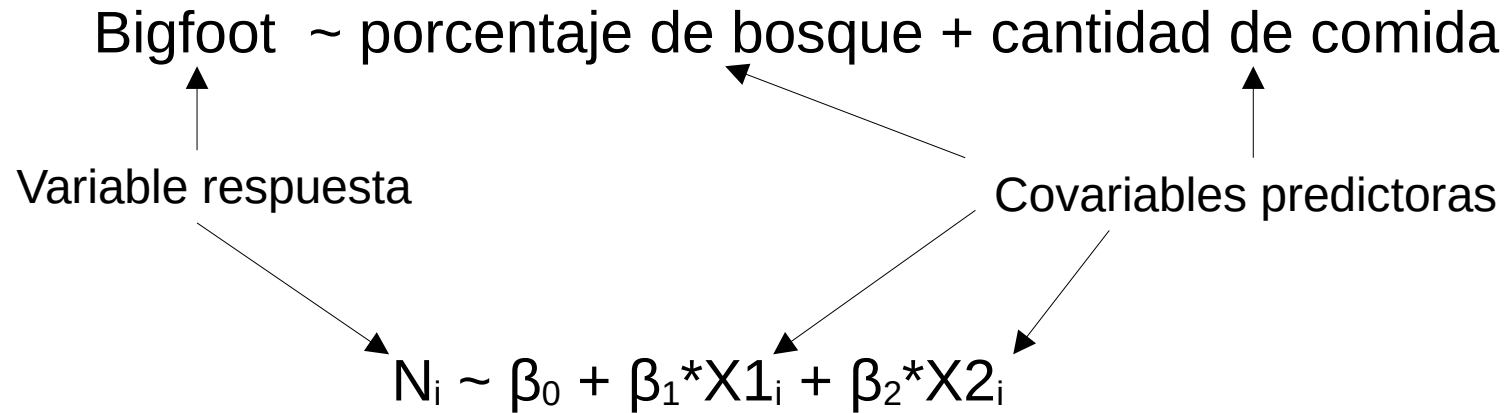 Bigfoot ~ porcentaje de bosque + cantidad de comida
Variable respuesta
Covariables predictoras
Nᵢ ~ β₀ + β₁*X1ᵢ + β₂*X2ᵢ